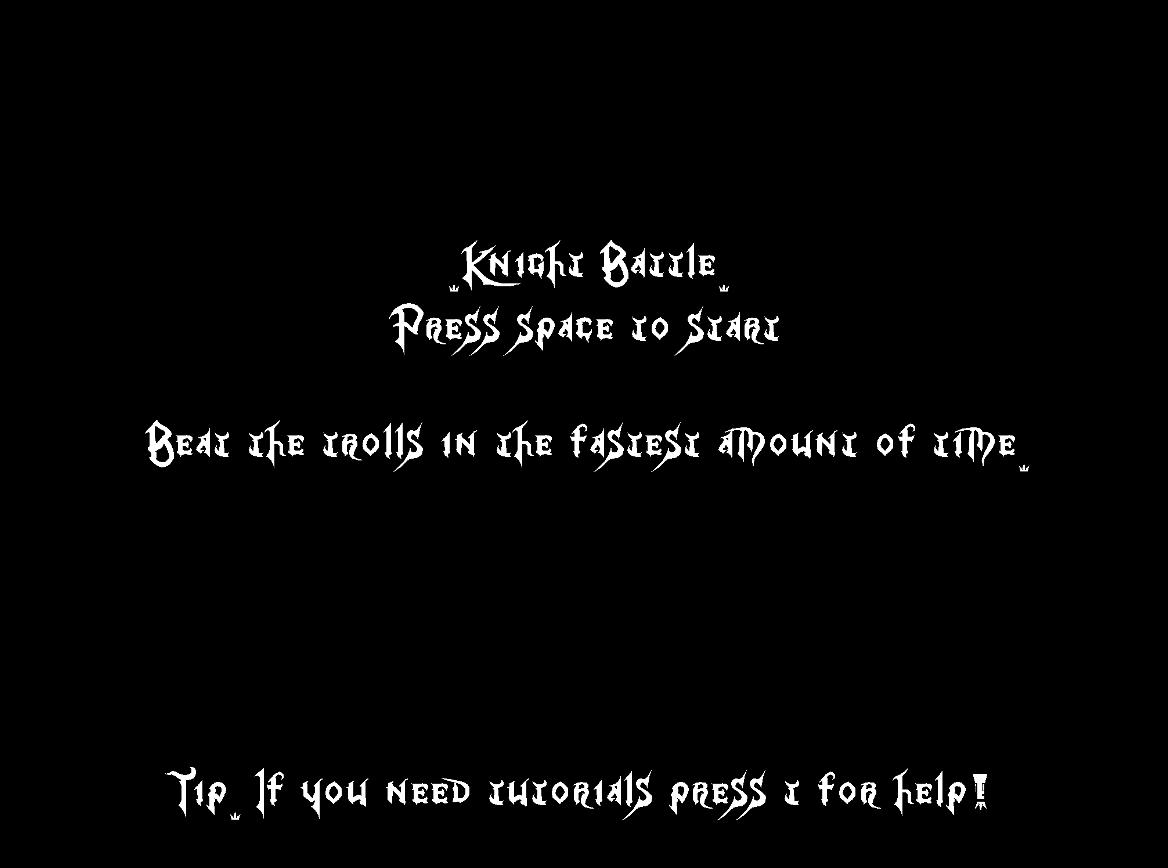 .Knight Battle.
Press space to start
Beat the trolls in the fastest amount of time.
Tip. If you need tutorials press t for help!